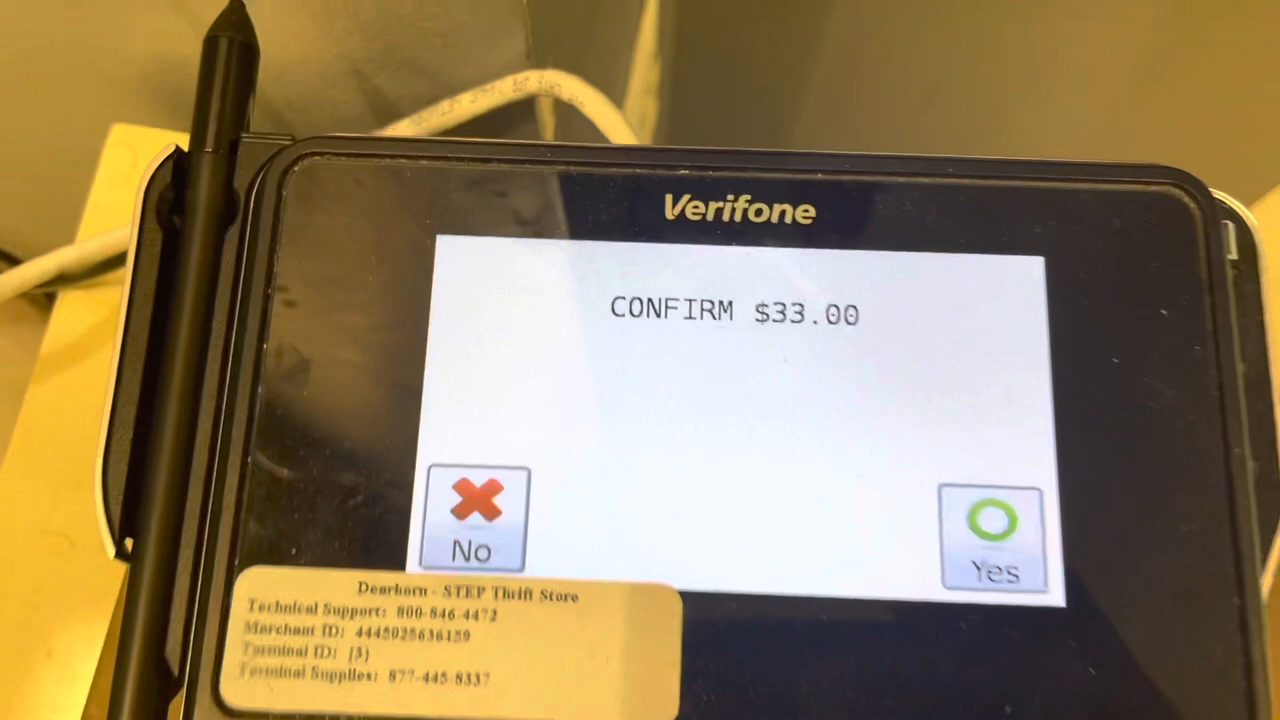 Verifone
CONFIRM $33.00
No
Yes
Dearborn - STEP Thrift Store
Technical Support: 800-846-4472
Merchant ID: 4445025636159
Terminal ID: (3)
Terminal Supplies: 877-445-8337